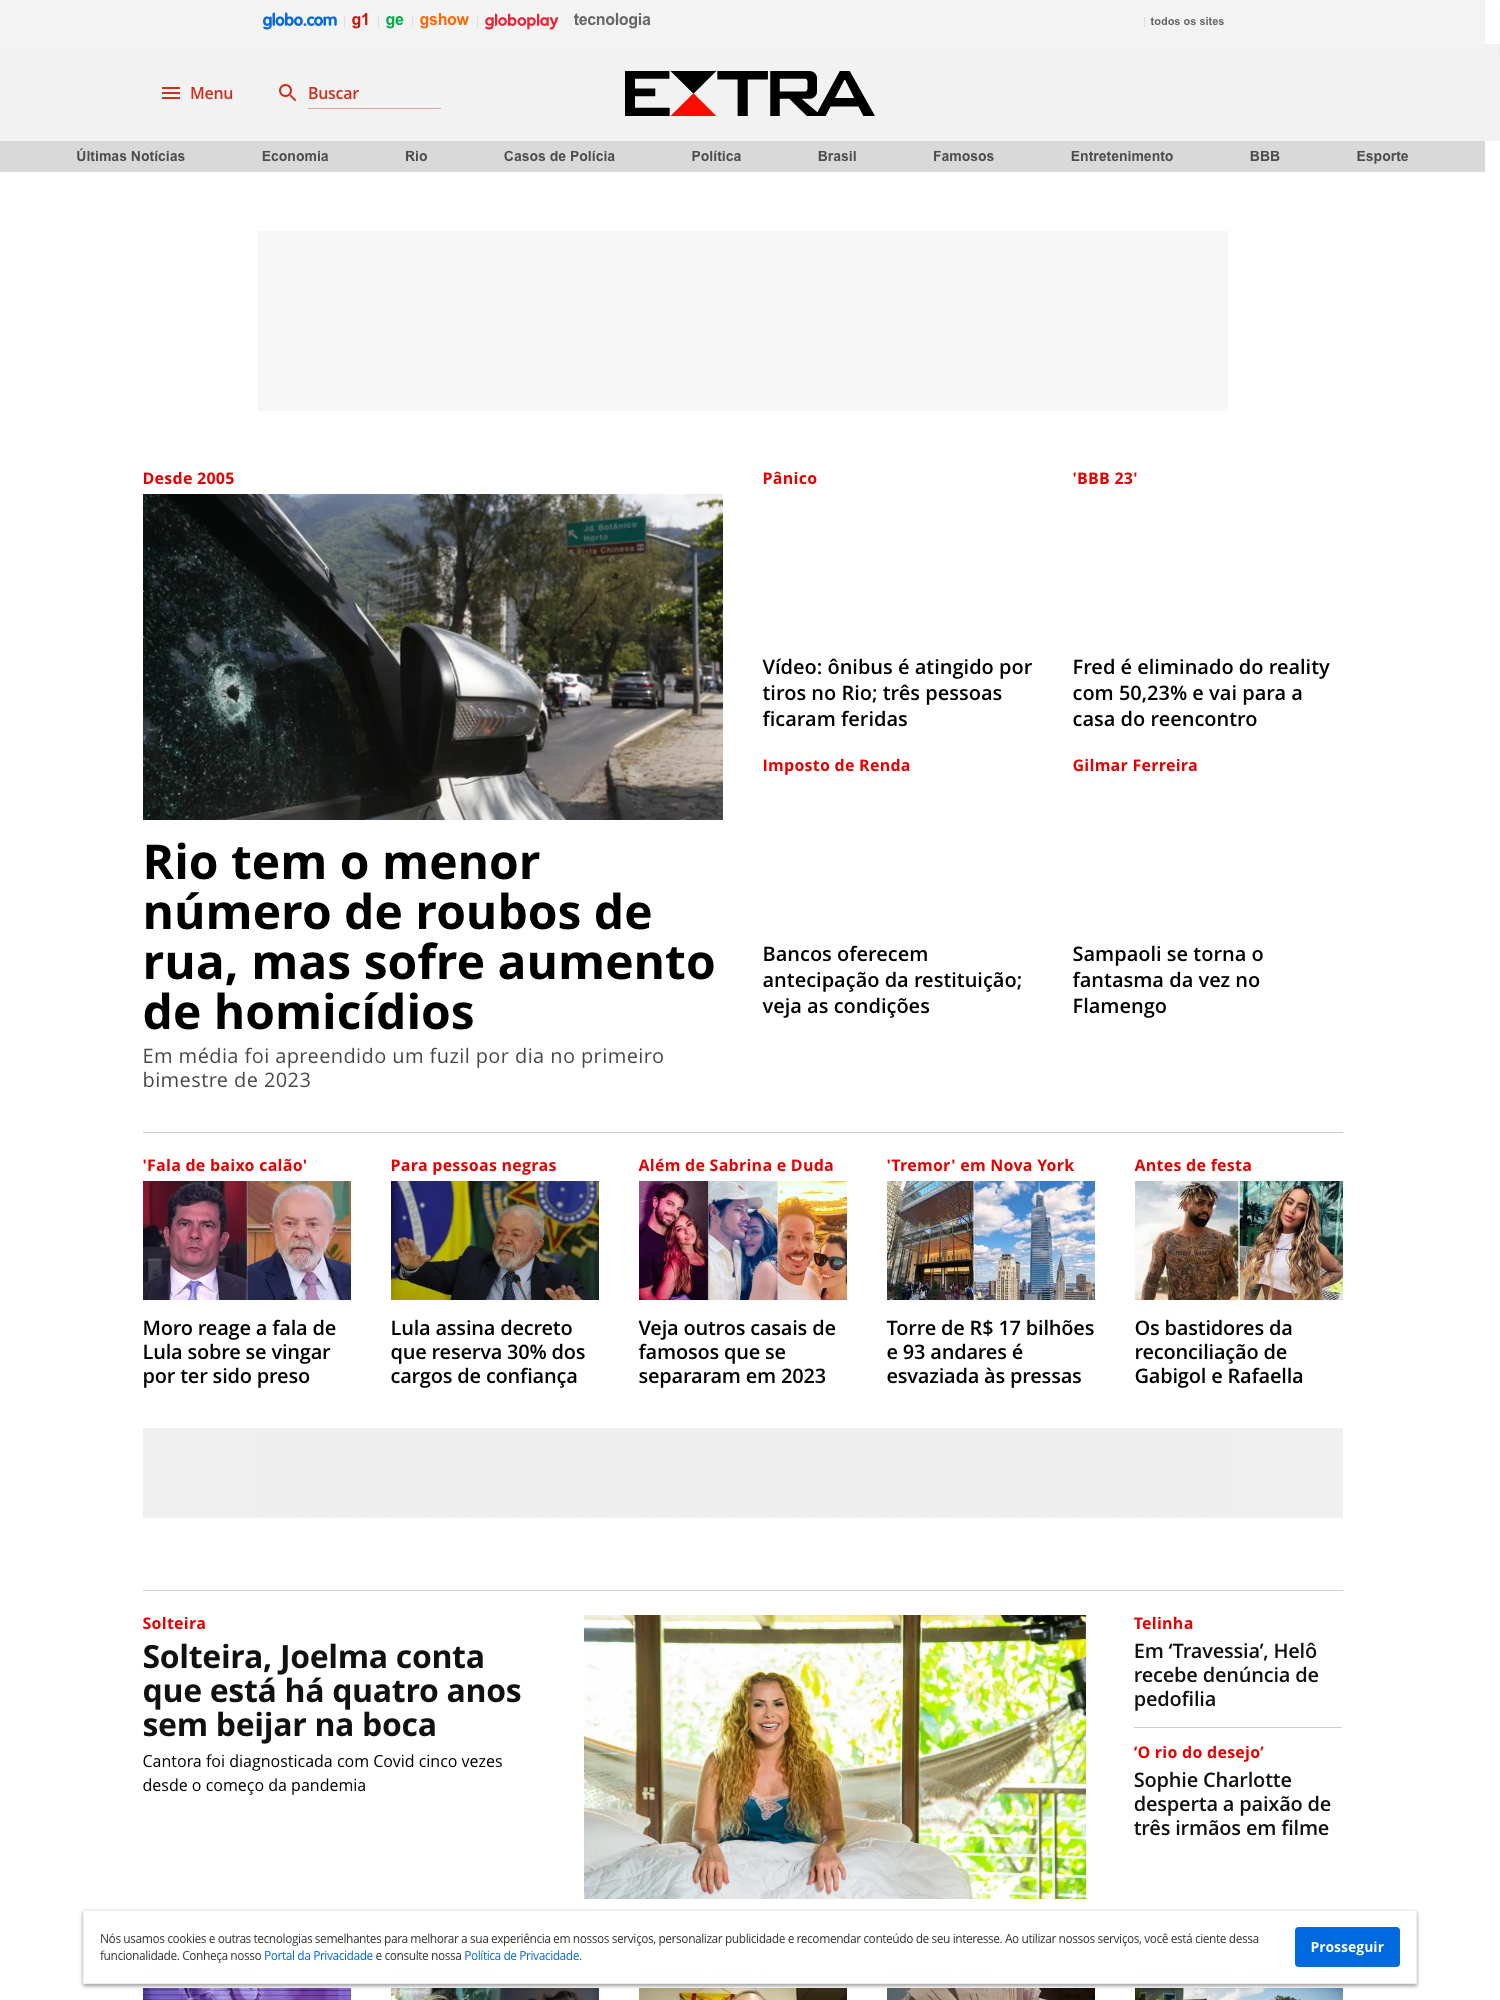 globo.com
g1
ge
gshow
globoplay
tecnologia
todos os sites
Menu
Buscar
EXTRA
Últimas Notícias
Economia
Rio
Casos de Polícia
Política
Brasil
Famosos
Entretenimento
BBB
Esporte
Desde 2005
Jd. Botânico
Horto
Vista Chinesa
Rio tem o menor
número de roubos de
rua, mas sofre aumento
de homicídios
Em média foi apreendido um fuzil por dia no primeiro
bimestre de 2023
Pânico
Vídeo: ônibus é atingido por
tiros no Rio; três pessoas
ficaram feridas
'BBB 23'
Fred é eliminado do reality
com 50,23% e vai para a
casa do reencontro
Imposto de Renda
Bancos oferecem
antecipação da restituição;
veja as condições
Gilmar Ferreira
Sampaoli se torna o
fantasma da vez no
Flamengo
'Fala de baixo calão'
Moro reage a fala de
Lula sobre se vingar
por ter sido preso
Para pessoas negras
Lula assina decreto
que reserva 30% dos
cargos de confiança
Além de Sabrina e Duda
Veja outros casais de
famosos que se
separaram em 2023
'Tremor' em Nova York
Torre de R$ 17 bilhões
e 93 andares é
esvaziada às pressas
Antes de festa
Os bastidores da
reconciliação de
Gabigol e Rafaella
Solteira
Solteira, Joelma conta
que está há quatro anos
sem beijar na boca
Cantora foi diagnosticada com Covid cinco vezes
desde o começo da pandemia
Telinha
Em ‘Travessia’, Helô
recebe denúncia de
pedofilia
‘O rio do desejo’
Sophie Charlotte
desperta a paixão de
três irmãos em filme
Nós usamos cookies e outras tecnologias semelhantes para melhorar a sua experiência em nossos serviços, personalizar publicidade e recomendar conteúdo de seu interesse. Ao utilizar nossos serviços, você está ciente dessa
funcionalidade. Conheça nosso Portal da Privacidade e consulte nossa Política de Privacidade.
Prosseguir